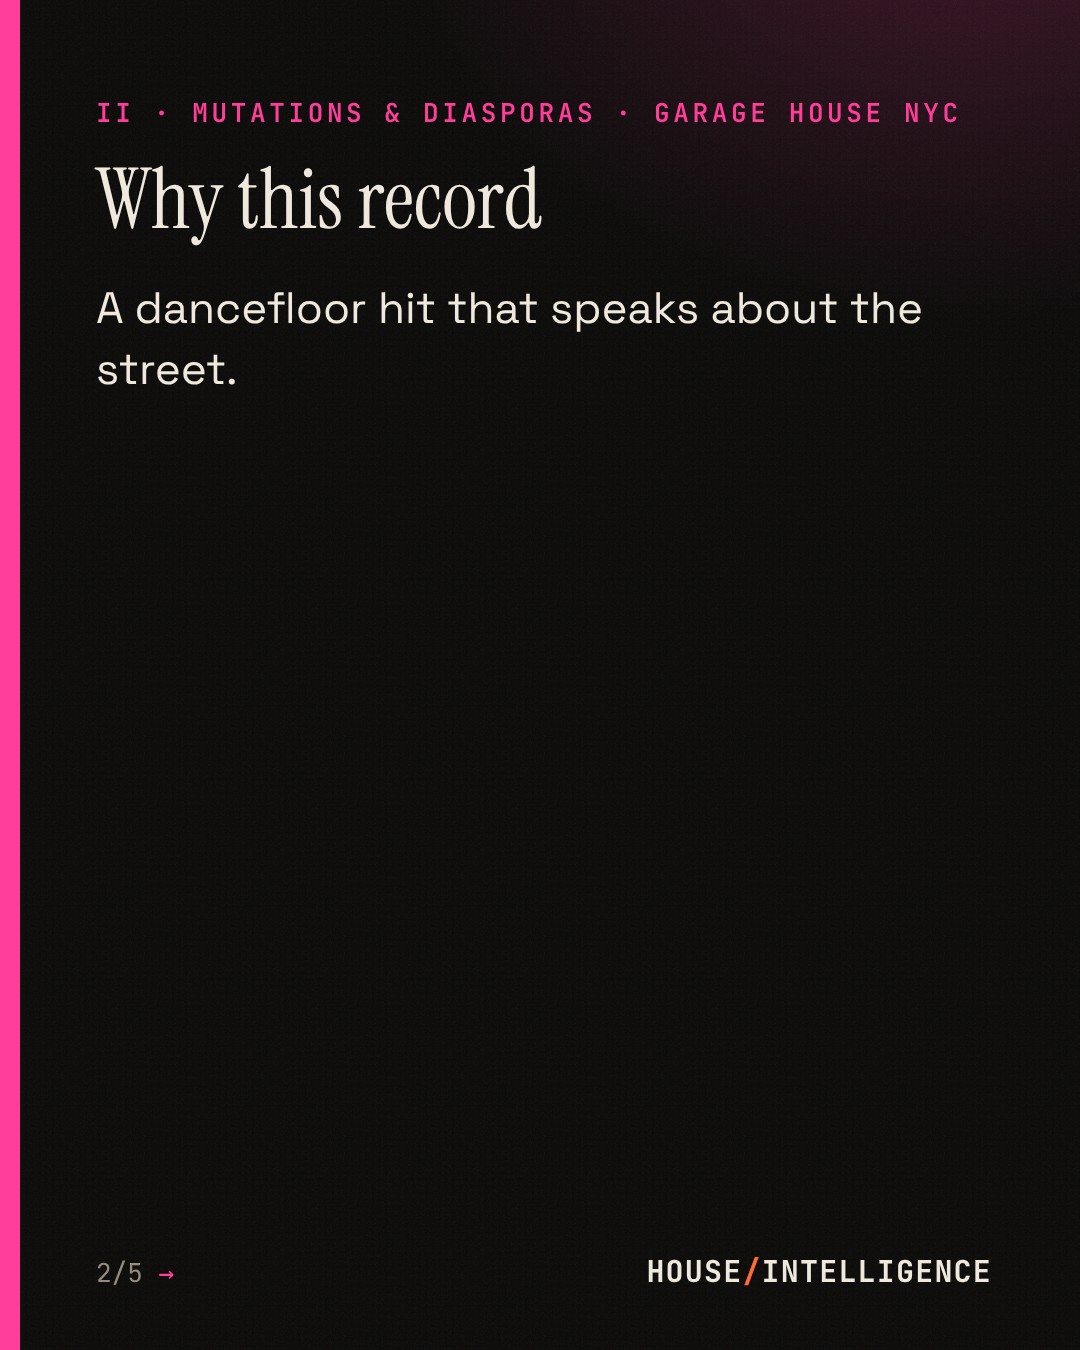 II · MUTATIONS & DIASPORAS · GARAGE HOUSE NYC
Why this record
A dancefloor hit that speaks about the
street.
2/5 →
HOUSE/INTELLIGENCE